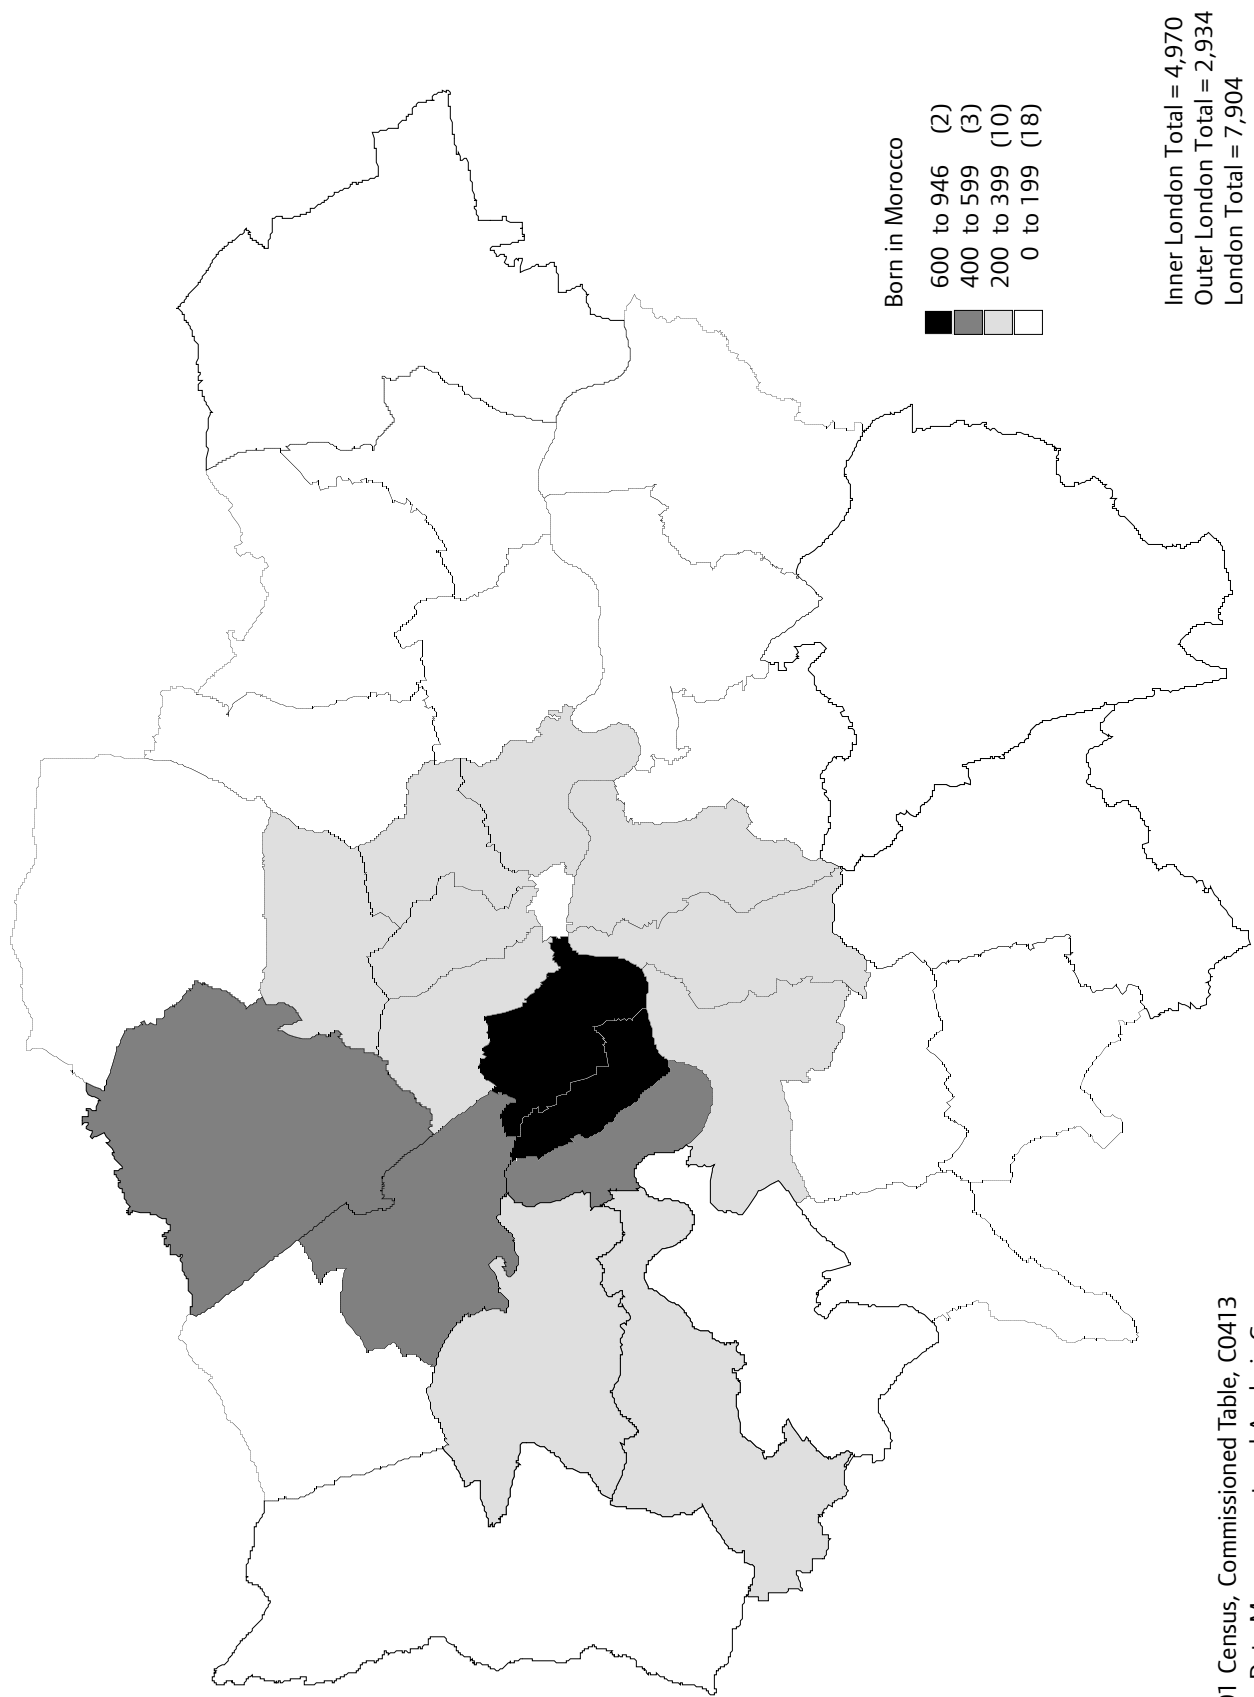 Born in Morocco
600 to 946 (2)
400 to 599 (3)
200 to 399 (10)
0 to 199 (18)
Inner London Total = 4,970
Outer London Total = 2,934
London Total = 7,904
Census, Commissioned Table, C0413